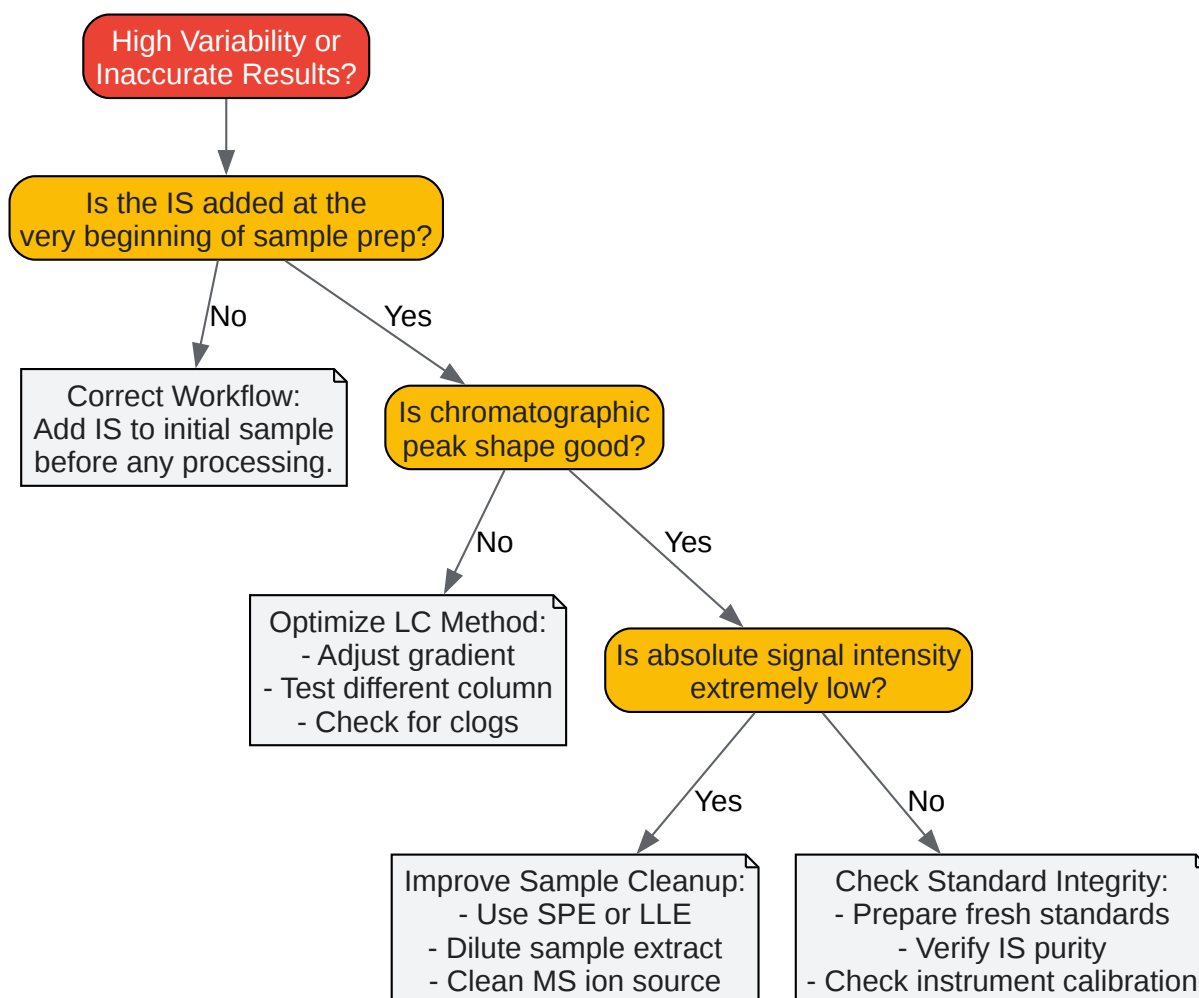 High Variability or
Inaccurate Results?
Is the IS added at the
very beginning of sample prep?
No
Yes
Correct Workflow:
Add IS to initial sample
before any processing.
Is chromatographic
peak shape good?
No
Yes
Optimize LC Method:
- Adjust gradient
- Test different column
- Check for clogs
Is absolute signal intensity
extremely low?
Yes
No
Improve Sample Cleanup:
- Use SPE or LLE
- Dilute sample extract
- Clean MS ion source
Check Standard Integrity:
- Prepare fresh standards
- Verify IS purity
- Check instrument calibration